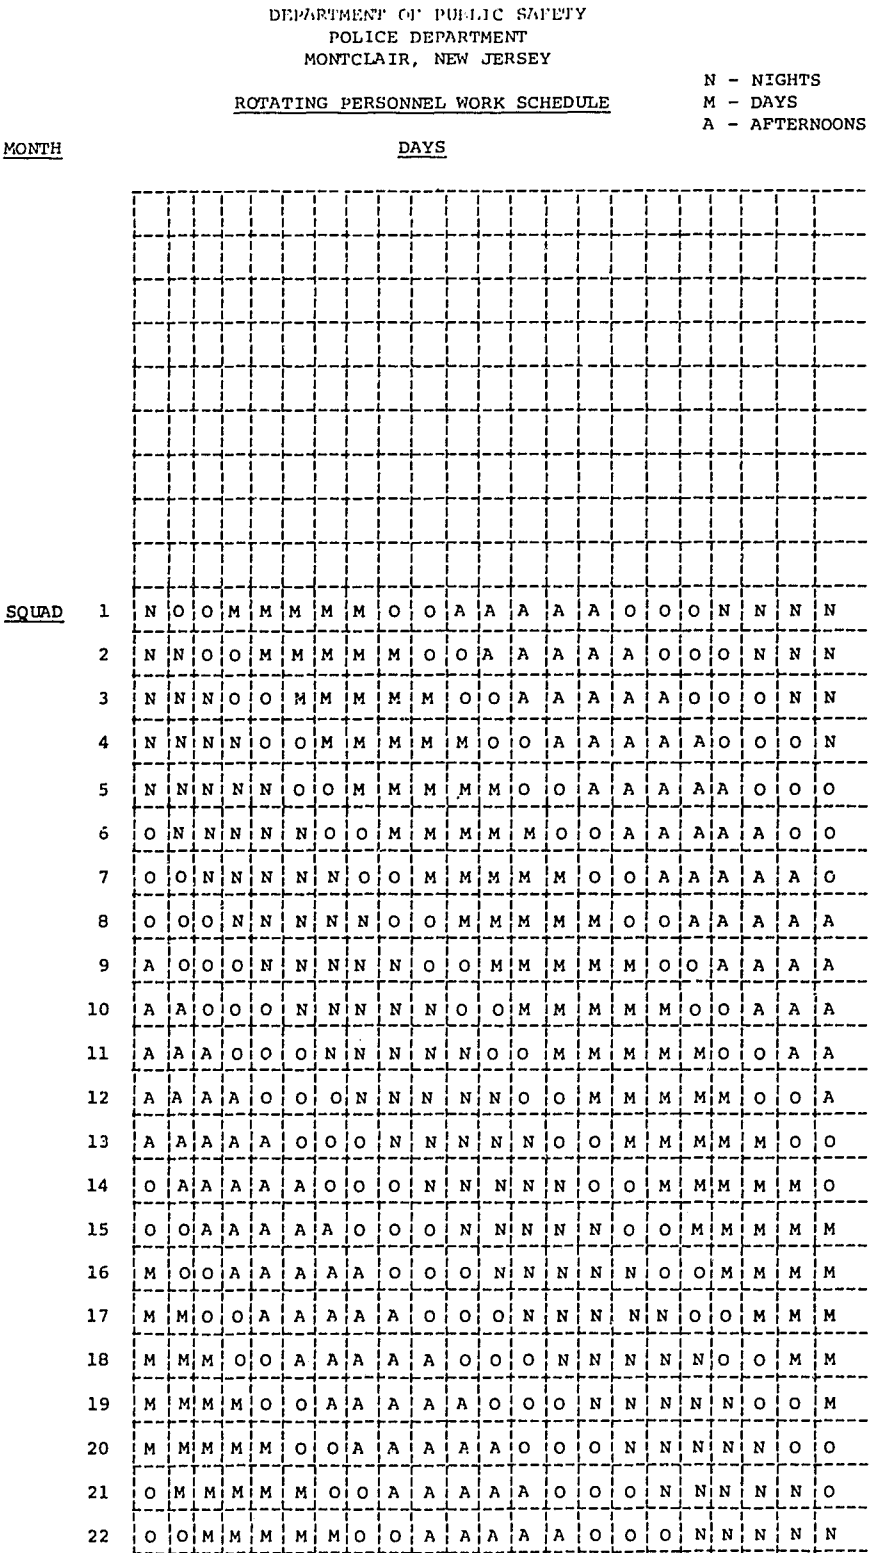 DEPARTMENT OF PUBLIC SAFETY
POLICE DEPARTMENT
MONTCLAIR, NEW JERSEY
N - NIGHTS
ROTATING PERSONNEL WORK SCHEDULE M - DAYS
A - AFTERNOONS
MONTH DAYS
SQUAD 1 N O O M M M M M O O A A A A A O O O N N N N
2 N N O O M M M M M O O A A A A A O O O N N N
3 N N N O O M M M M M O O A A A A A O O O N N
4 N N N N O O M M M M M O O A A A A A O O O N
5 N N N N N O O M M M M M O O A A A A A O O O
6 O N N N N N O O M M M M M O O A A A A A O O
7 O O N N N N N O O M M M M M O O A A A A A O
8 O O O N N N N N O O M M M M M O O A A A A A
9 A O O O N N N N N O O M M M M M O O A A A A
10 A A O O O N N N N N O O M M M M M O O A A A
11 A A A O O O N N N N N O O M M M M M O O A A
12 A A A A O O O N N N N N O O M M M M M O O A
13 A A A A A O O O N N N N N O O M M M M M O O
14 O A A A A A O O O N N N N N O O M M M M M O
15 O O A A A A A O O O N N N N N O O M M M M M
16 M O O A A A A A O O O N N N N N O O M M M M
17 M M O O A A A A A O O O N N N N N O O M M M
18 M M M O O A A A A A O O O N N N N N O O M M
19 M M M M O O A A A A A O O O N N N N N O O M
20 M M M M M O O A A A A A O O O N N N N N O O
21 O M M M M M O O A A A A A O O O N N N N N O
22 O O M M M M M O O A A A A A O O O N N N N N